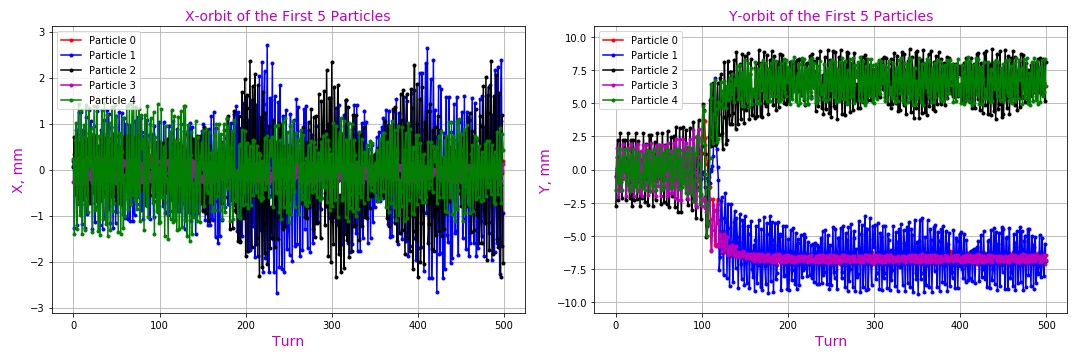 X-orbit of the First 5 Particles
3
2
1
0
−1
−2
−3
X, mm
Particle 0
Particle 1
Particle 2
Particle 3
Particle 4
0 100 200 300 400 500
Turn
Y-orbit of the First 5 Particles
10.0
7.5
5.0
2.5
0.0
−2.5
−5.0
−7.5
−10.0
Y, mm
Particle 0
Particle 1
Particle 2
Particle 3
Particle 4
0 100 200 300 400 500
Turn